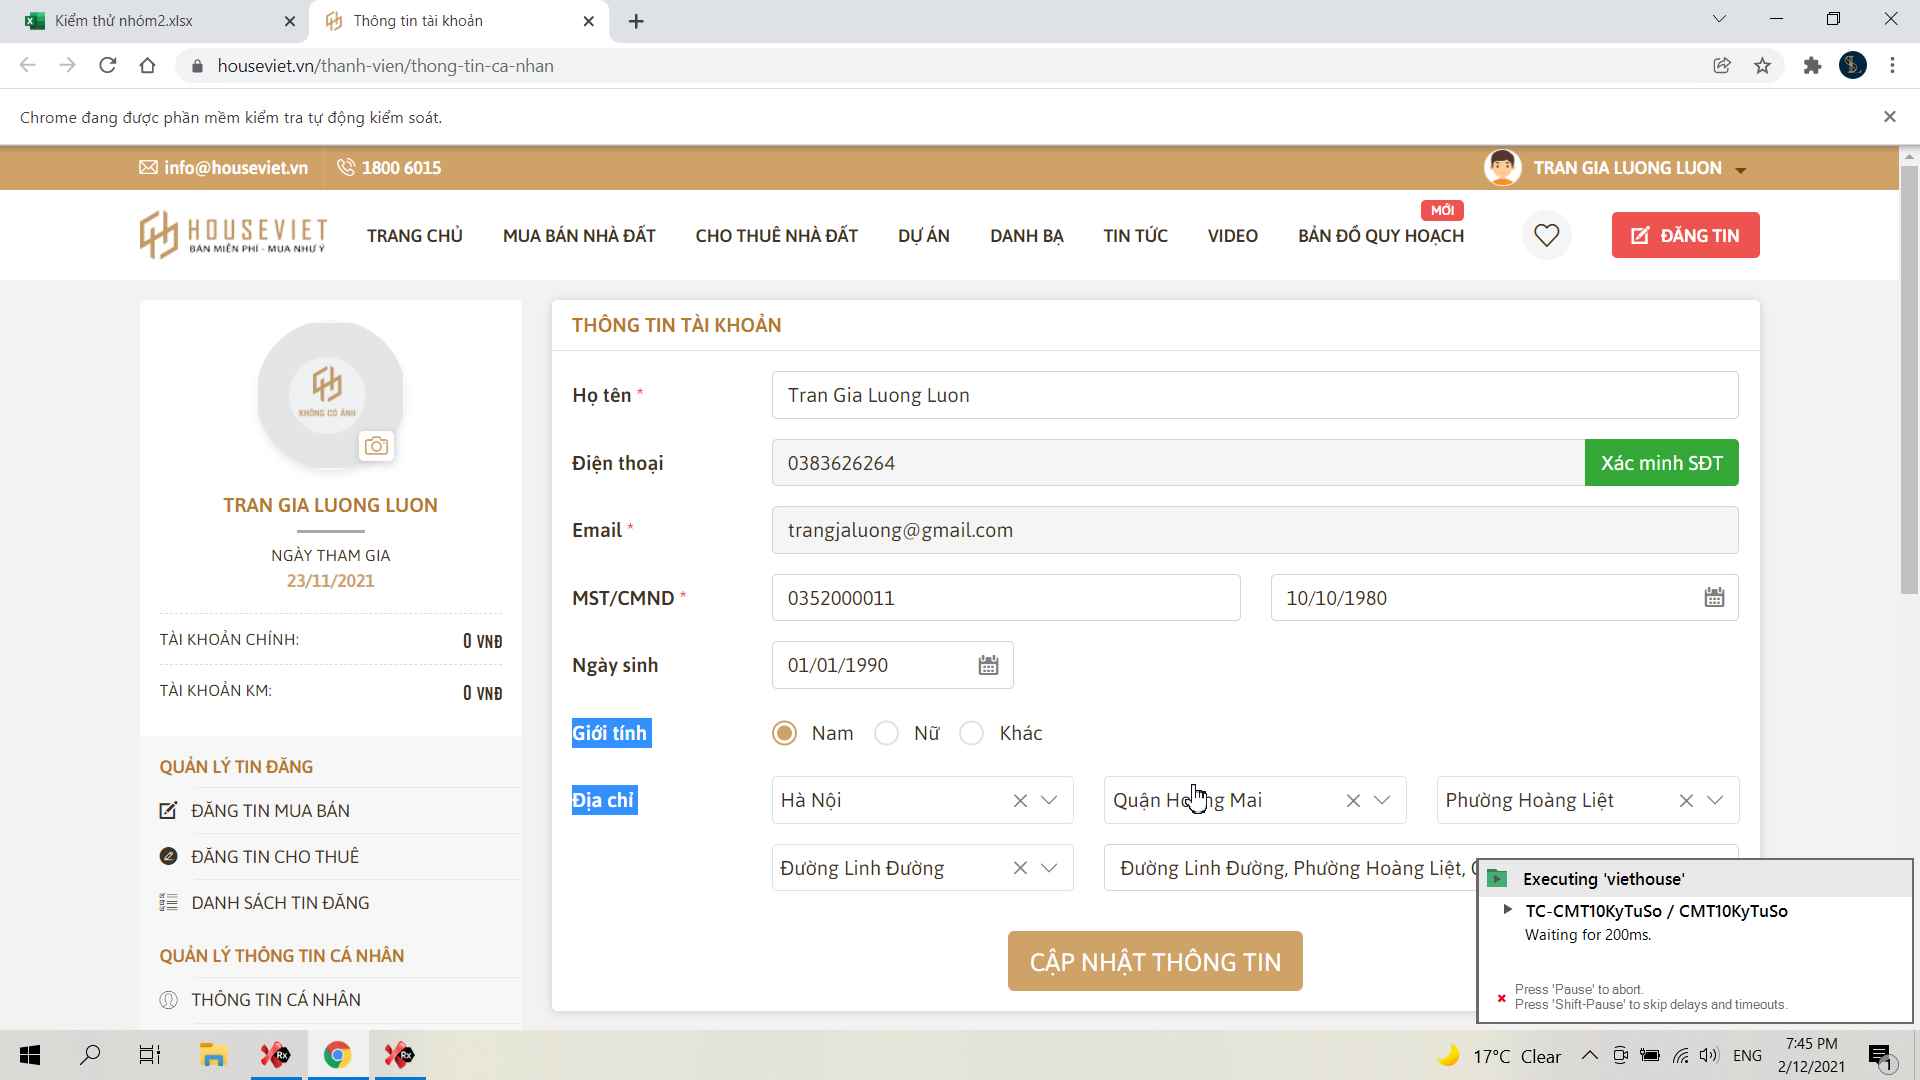 Kiểm thử nhóm2.xlsx
Thông tin tài khoản
houseviet.vn/thanh-vien/thong-tin-ca-nhan
Chrome đang được phần mềm kiểm tra tự động kiểm soát.
info@houseviet.vn
1800 6015
TRAN GIA LUONG LUON
HOUSEVIET
BÁN MIỄN PHÍ - MUA NHƯ Ý
TRANG CHỦ
MUA BÁN NHÀ ĐẤT
CHO THUÊ NHÀ ĐẤT
DỰ ÁN
DANH BẠ
TIN TỨC
VIDEO
BẢN ĐỒ QUY HOẠCH
MỚI
ĐĂNG TIN
KHÔNG CÓ ẢNH
TRAN GIA LUONG LUON
NGÀY THAM GIA
23/11/2021
TÀI KHOẢN CHÍNH: 0 VNĐ
TÀI KHOẢN KM: 0 VNĐ
QUẢN LÝ TIN ĐĂNG
ĐĂNG TIN MUA BÁN
ĐĂNG TIN CHO THUÊ
DANH SÁCH TIN ĐĂNG
QUẢN LÝ THÔNG TIN CÁ NHÂN
THÔNG TIN CÁ NHÂN
THÔNG TIN TÀI KHOẢN
Họ tên * Tran Gia Luong Luon
Điện thoại 0383626264 Xác minh SĐT
Email * trangjaluong@gmail.com
MST/CMND * 0352000011 10/10/1980
Ngày sinh 01/01/1990
Giới tính Nam Nữ Khác
Địa chỉ Hà Nội Quận Hoàng Mai Phường Hoàng Liệt
Đường Linh Đường Đường Linh Đường, Phường Hoàng Liệt,
CẬP NHẬT THÔNG TIN
Executing 'viethouse'
TC-CMT10KyTuSo / CMT10KyTuSo
Waiting for 200ms.
Press 'Pause' to abort.
Press 'Shift-Pause' to skip delays and timeouts.
Rx
Rx
17°C Clear
ENG
7:45 PM
2/12/2021
1